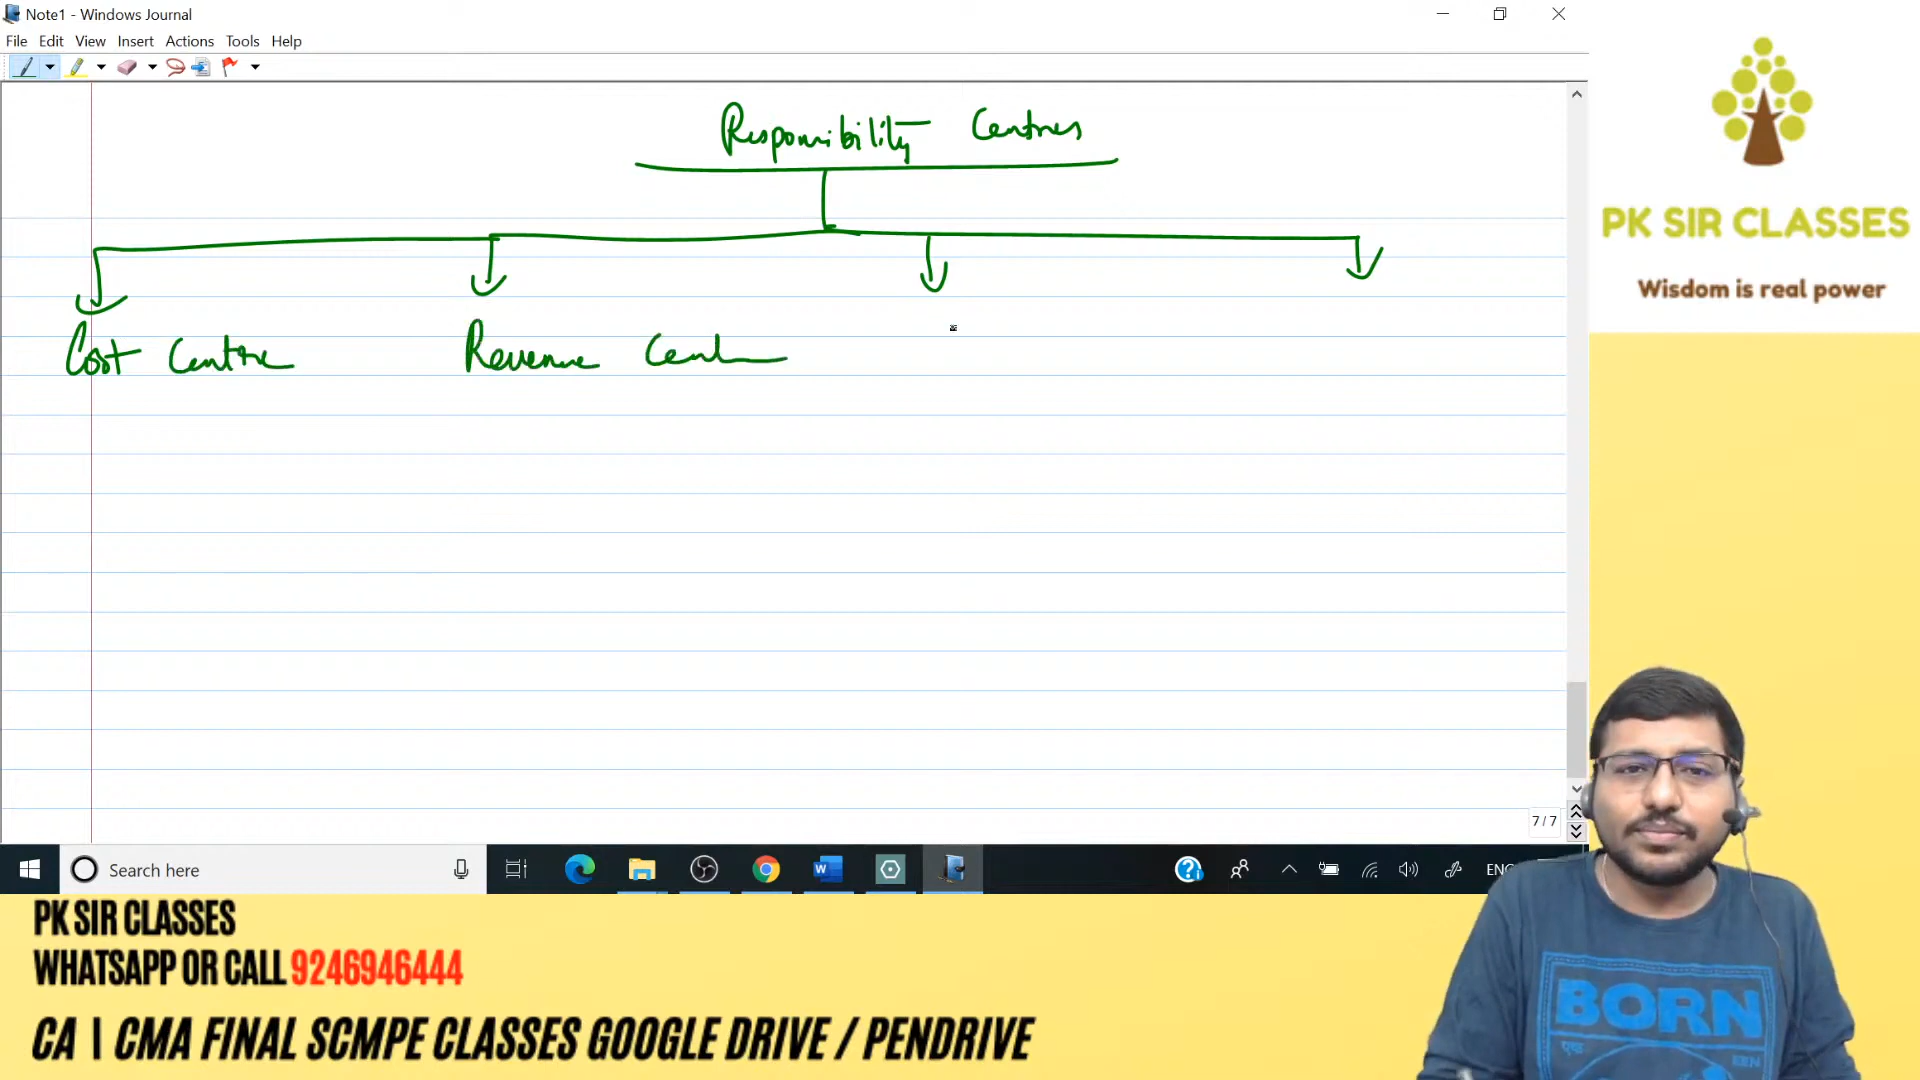 Note1 - Windows Journal
File Edit View Insert Actions Tools Help
Responsibility Centres
Cost Centre
Revenue Cent
7 / 7
PK SIR CLASSES
Wisdom is real power
Search here
ENG
PK SIR CLASSES
WHATSAPP OR CALL 9246946444
CA \ CMA FINAL SCMPE CLASSES GOOGLE DRIVE / PENDRIVE
BORN